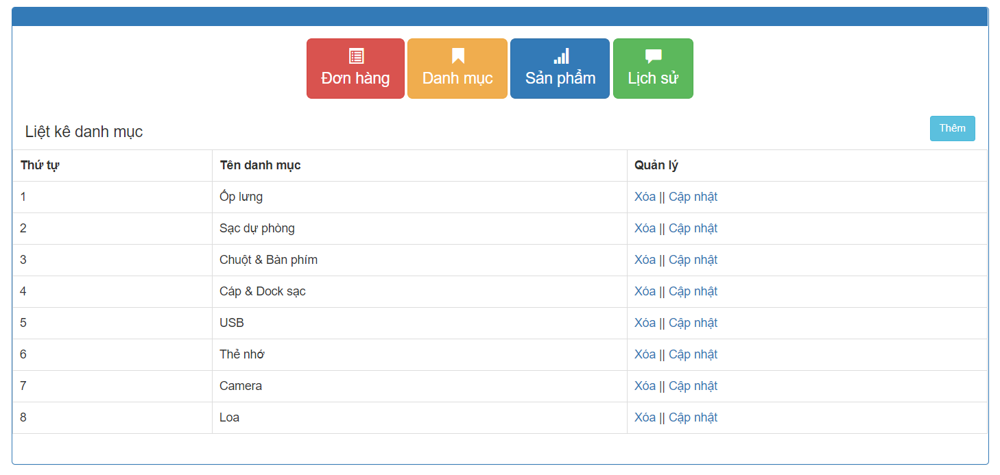 Đơn hàng Danh mục Sản phẩm Lịch sử
Liệt kê danh mục Thêm
Thứ tự Tên danh mục Quản lý
1 Ốp lưng Xóa || Cập nhật
2 Sạc dự phòng Xóa || Cập nhật
3 Chuột & Bàn phím Xóa || Cập nhật
4 Cáp & Dock sạc Xóa || Cập nhật
5 USB Xóa || Cập nhật
6 Thẻ nhớ Xóa || Cập nhật
7 Camera Xóa || Cập nhật
8 Loa Xóa || Cập nhật